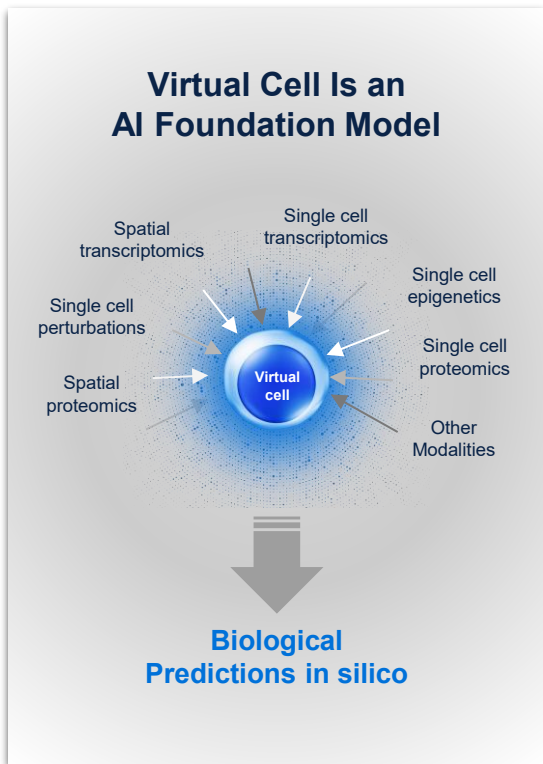 Virtual Cell Is an
AI Foundation Model
Single cell
transcriptomics
Spatial
transcriptomics
Single cell
epigenetics
Single cell
perturbations
Single cell
proteomics
Spatial
proteomics
Virtual
cell
Other
Modalities
Biological
Predictions in silico